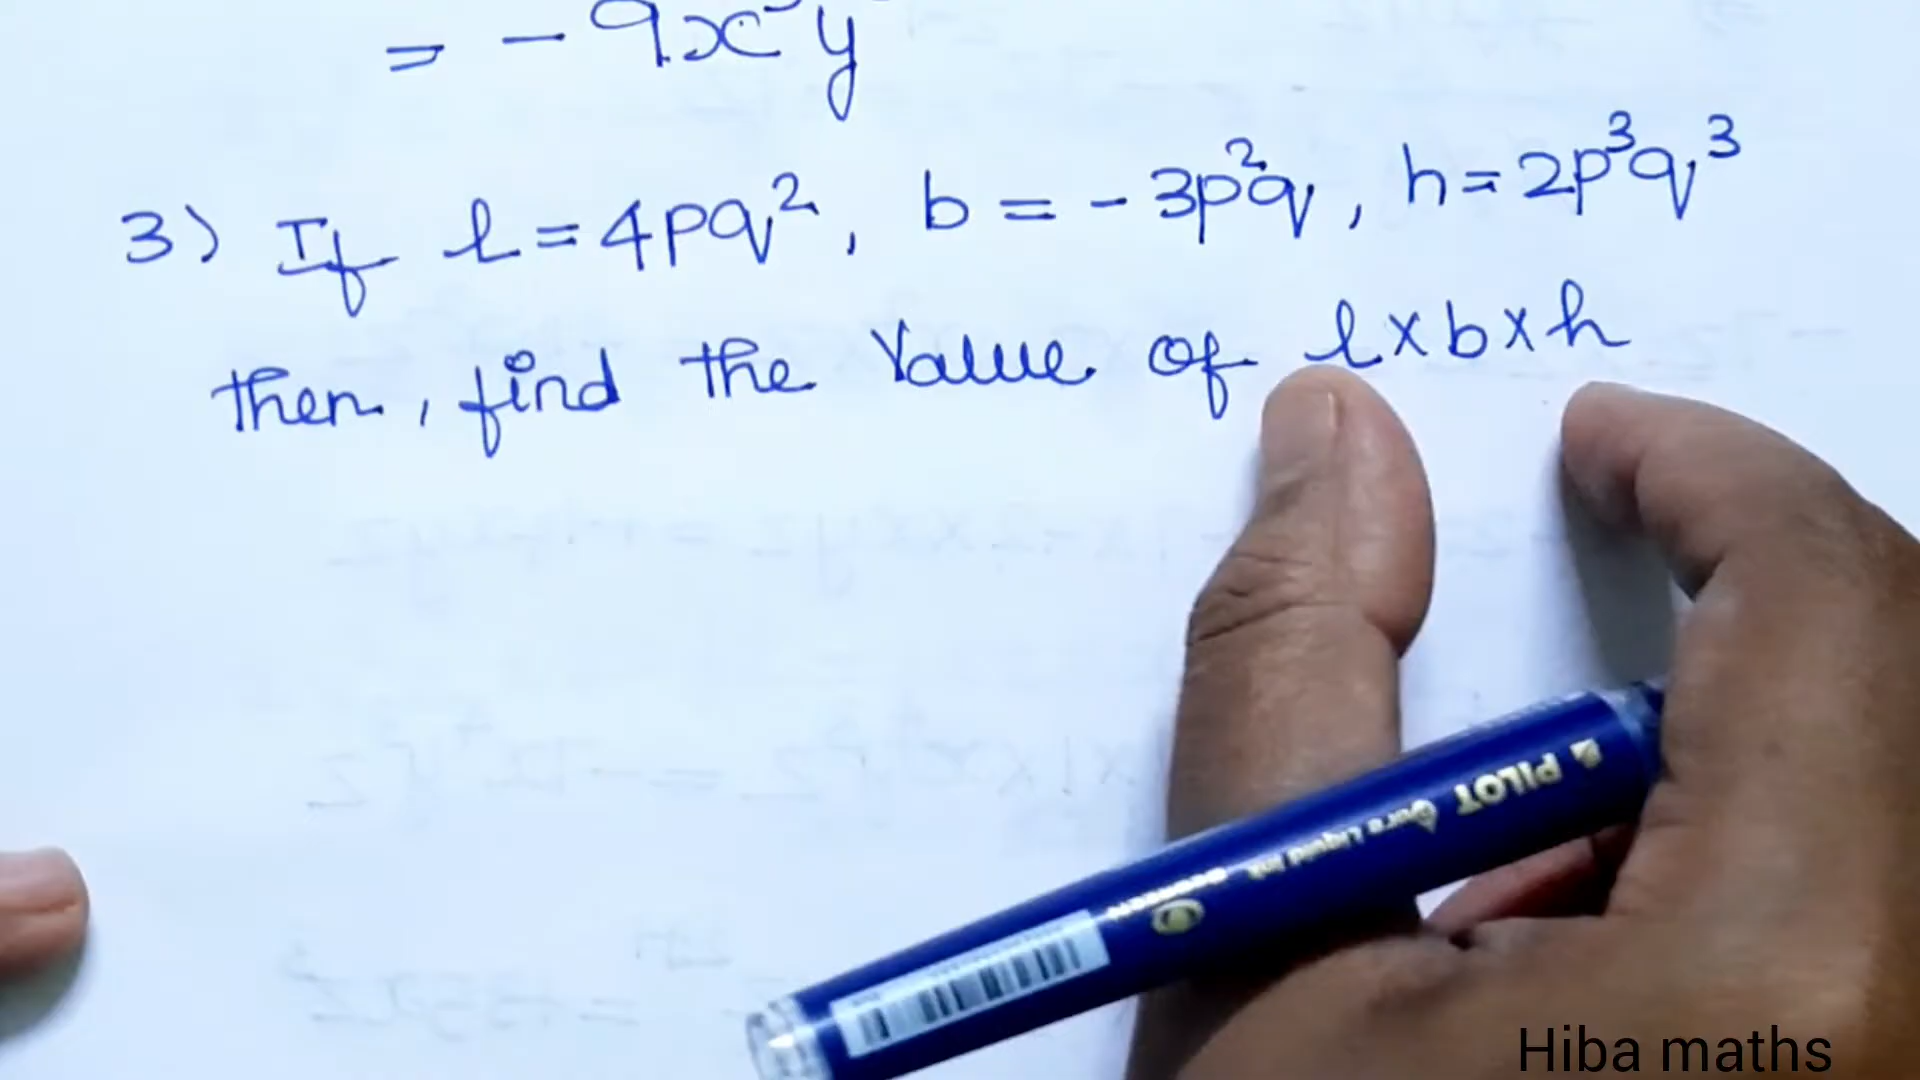 = - 9x y
3) If l = 4pq², b = - 3p²q, h = 2p³q³
then, find the Value of l x b x h
PILOT
Hiba maths